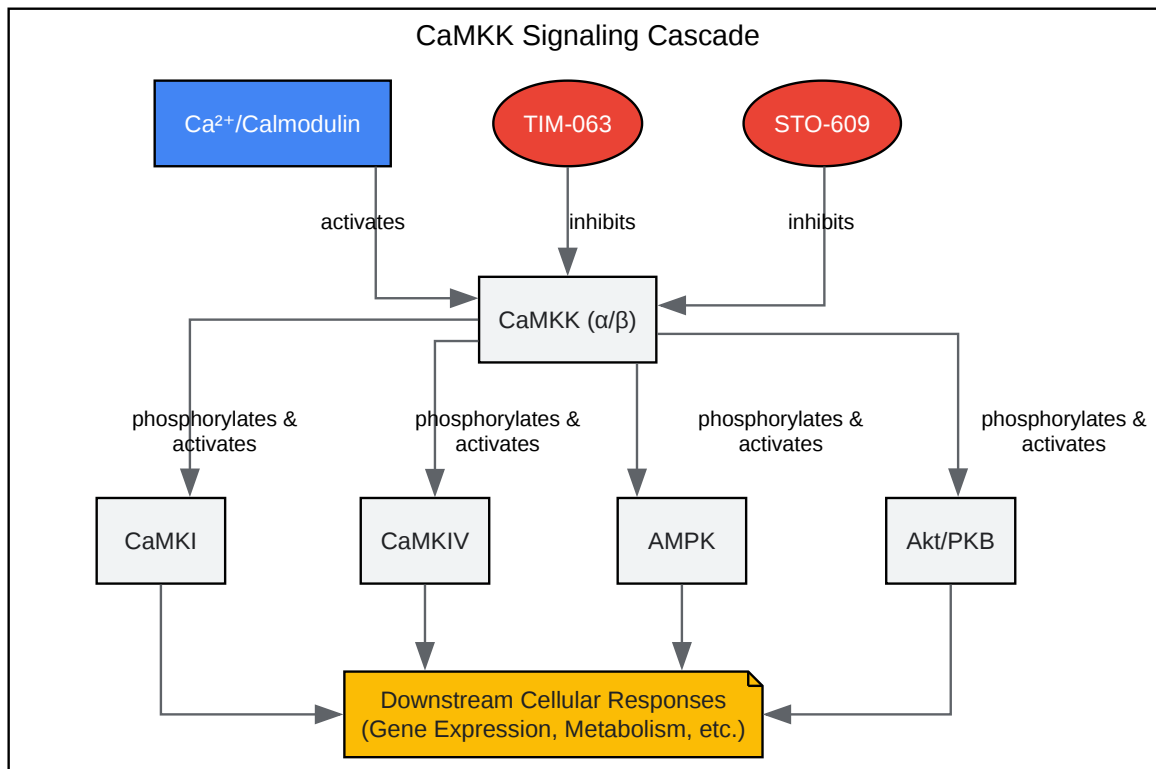 CaMKK Signaling Cascade
Ca²⁺/Calmodulin
TIM-063
STO-609
activates
inhibits
inhibits
CaMKK (α/β)
phosphorylates &
activates
phosphorylates &
activates
phosphorylates &
activates
phosphorylates &
activates
CaMKI
CaMKIV
AMPK
Akt/PKB
Downstream Cellular Responses
(Gene Expression, Metabolism, etc.)